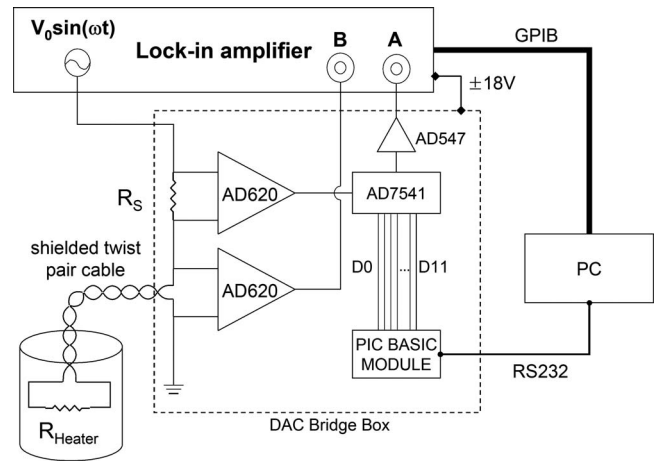 V₀sin(ωt)
Lock-in amplifier
B
A
GPIB
±18V
AD547
AD620
AD7541
R_S
shielded twist
pair cable
AD620
D0
...
D11
PC
PIC BASIC
MODULE
RS232
R_Heater
DAC Bridge Box